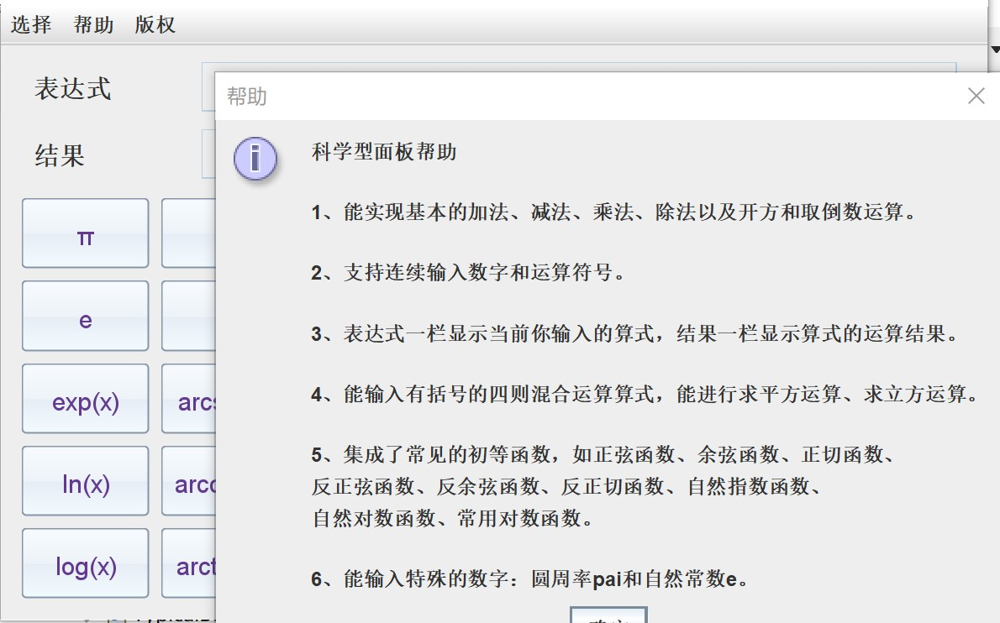 选择 帮助 版权
表达式
帮助
结果
科学型面板帮助
1、能实现基本的加法、减法、乘法、除法以及开方和取倒数运算。
2、支持连续输入数字和运算符号。
3、表达式一栏显示当前你输入的算式，结果一栏显示算式的运算结果。
4、能输入有括号的四则混合运算算式，能进行求平方运算、求立方运算。
5、集成了常见的初等函数，如正弦函数、余弦函数、正切函数、
反正弦函数、反余弦函数、反正切函数、自然指数函数、
自然对数函数、常用对数函数。
6、能输入特殊的数字：圆周率pai和自然常数e。
π
e
exp(x)
ln(x)
log(x)